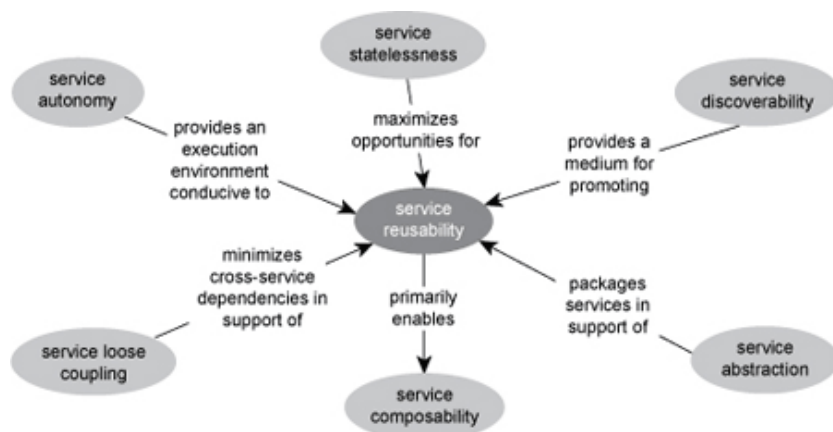 service
statelessness
service
autonomy
service
discoverability
maximizes
opportunities for
provides an
execution
environment
conducive to
provides a
medium for
promoting
service
reusability
minimizes
cross-service
dependencies in
support of
primarily
enables
packages
services in
support of
service loose
coupling
service
composability
service
abstraction